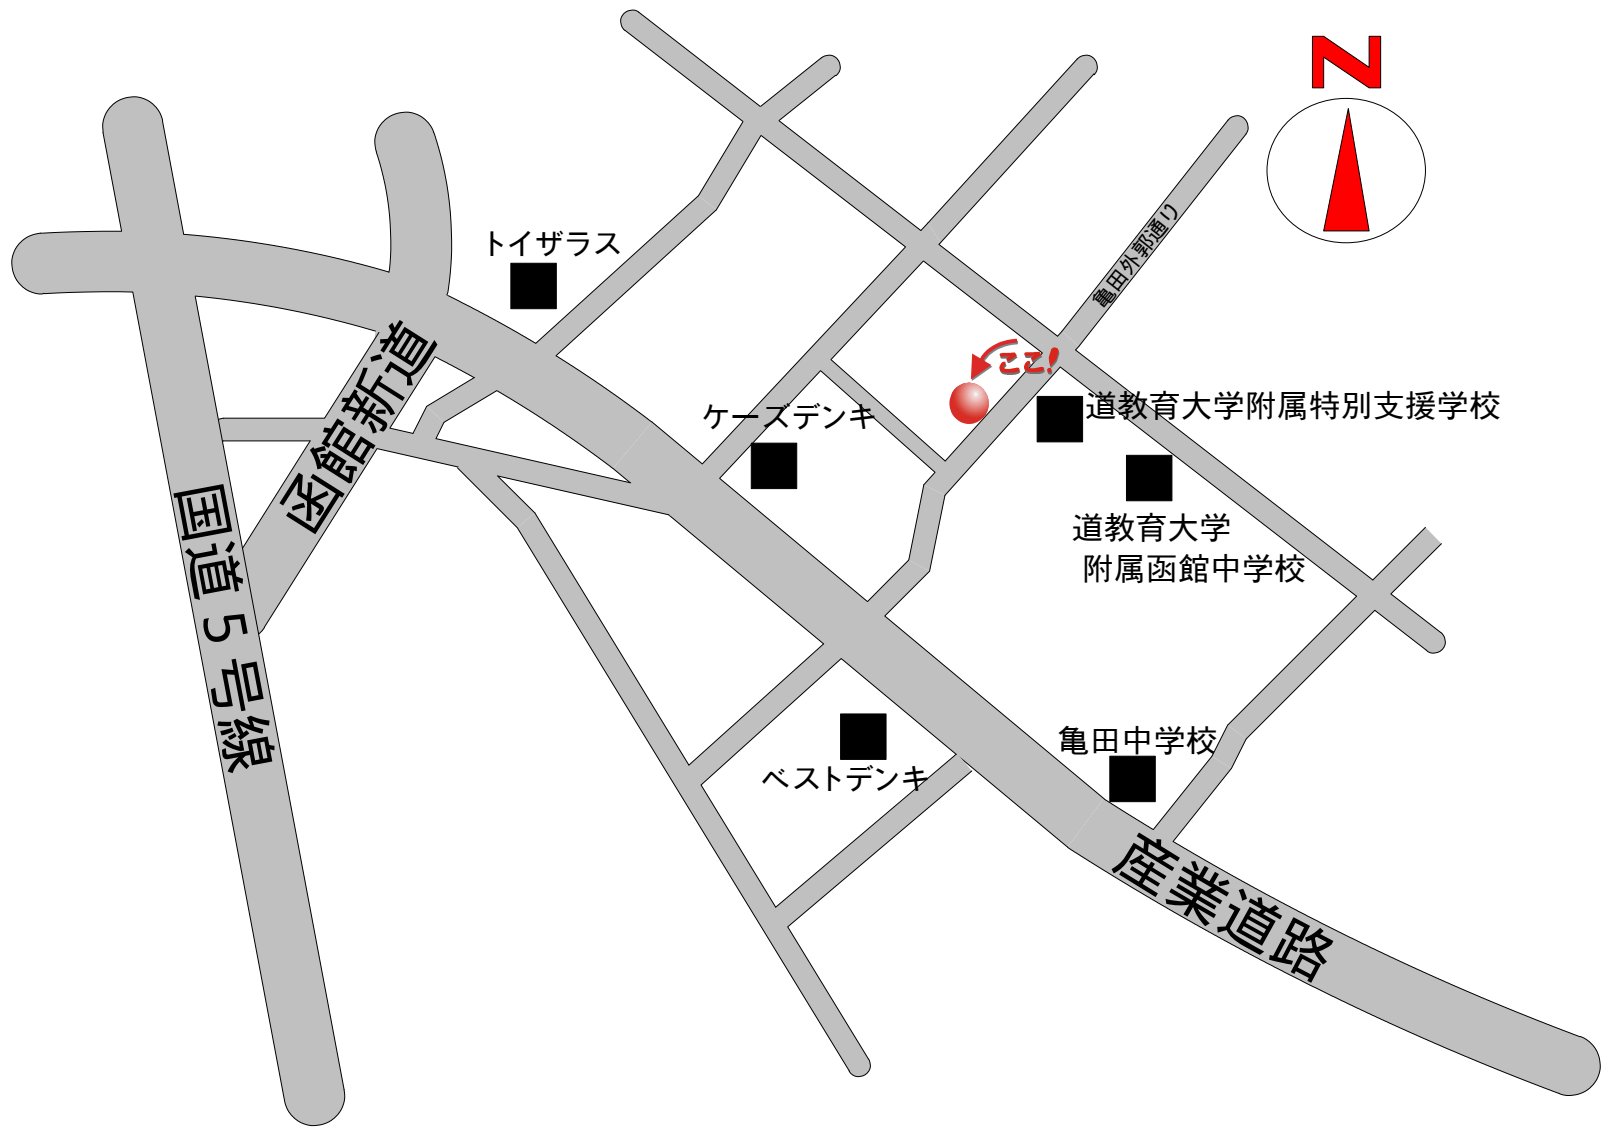 N
トイザラス
亀田外郭通り
函館新道
ここ!
道教育大学附属特別支援学校
ケーズデンキ
国道5号線
道教育大学
附属函館中学校
亀田中学校
ベストデンキ
産業道路